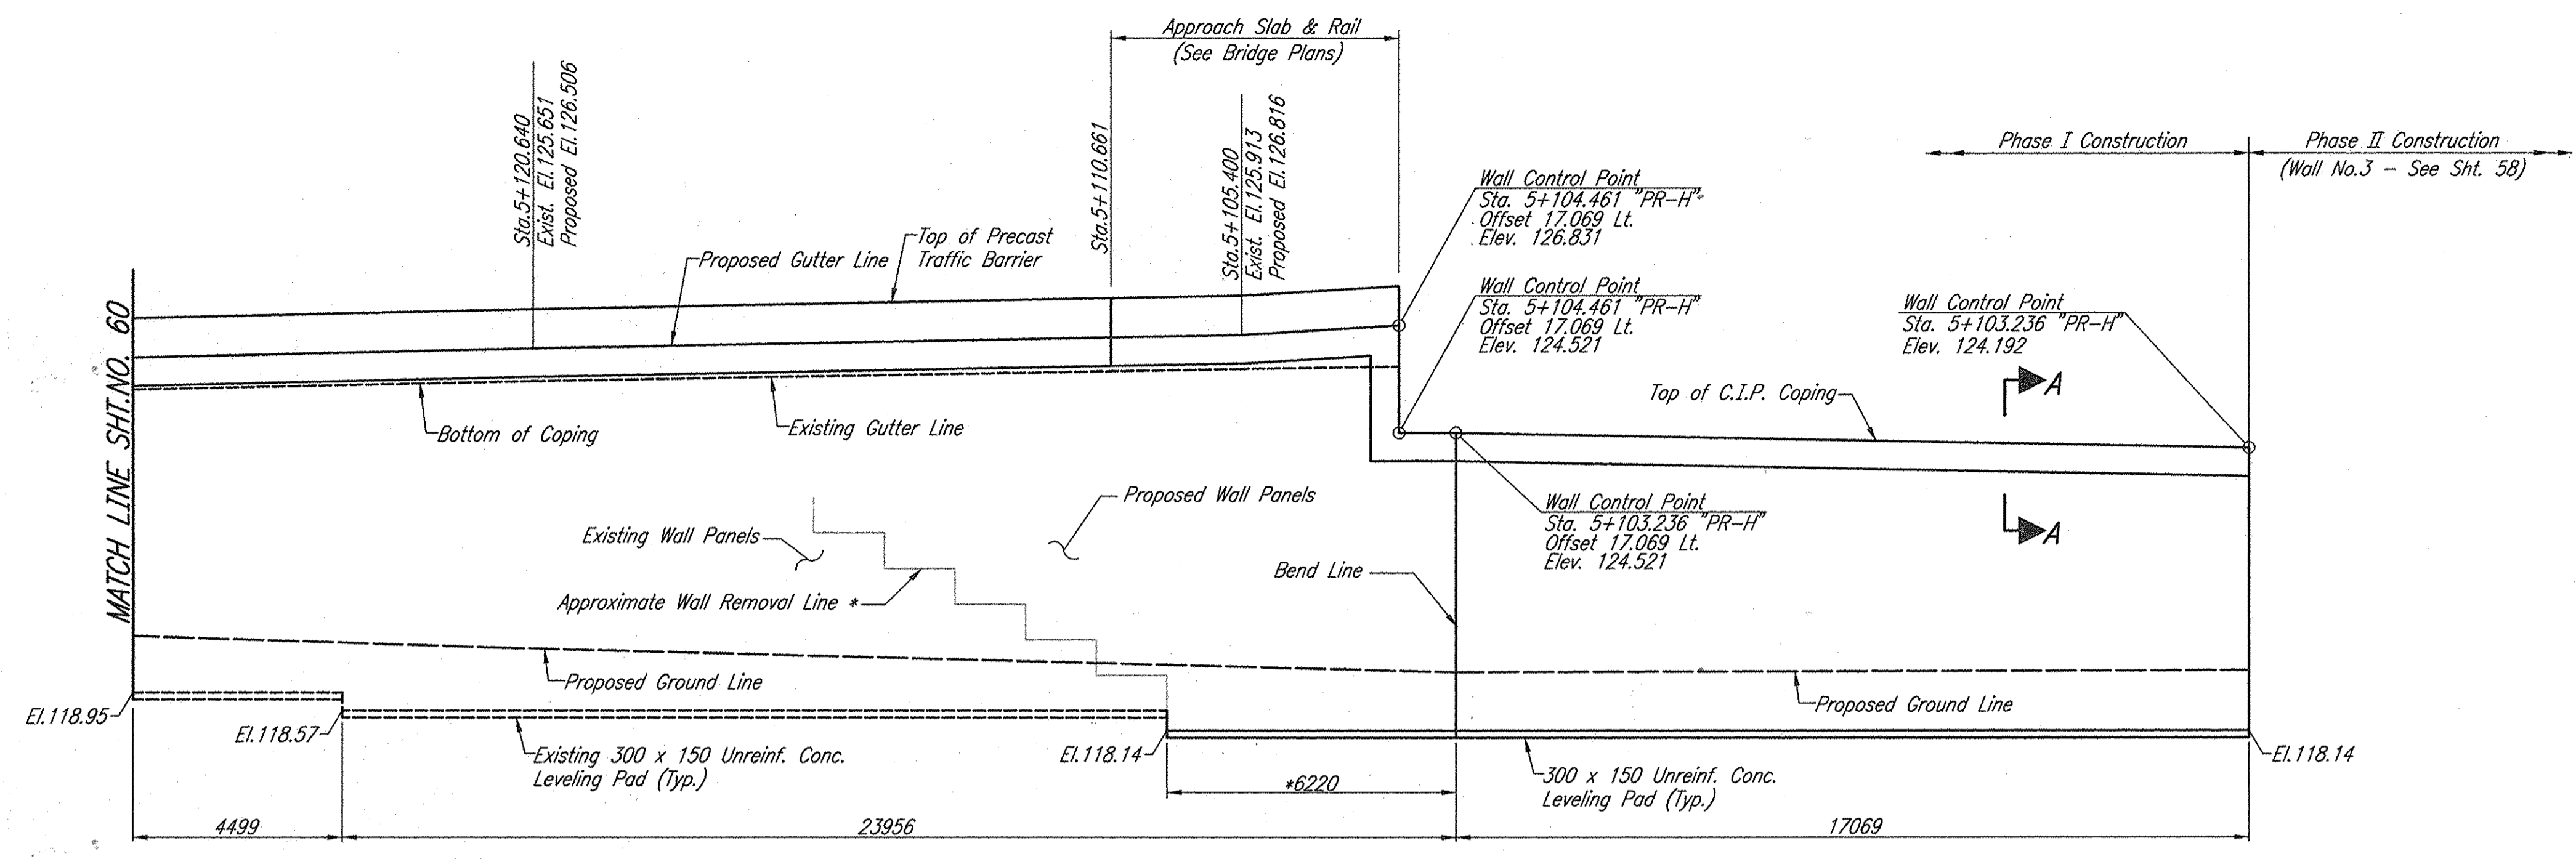 Approach Slab & Rail
(See Bridge Plans)
Sta.5+120.640
Exist. El.125.651
Proposed El.126.506
Sta.5+110.661
Sta.5+105.400
Exist. El.125.913
Proposed El.126.816
Phase I Construction
Phase II Construction
(Wall No.3 - See Sht. 58)
Wall Control Point
Sta. 5+104.461 "PR-H"
Offset 17.069 Lt.
Elev. 126.831
Proposed Gutter Line
Top of Precast
Traffic Barrier
Wall Control Point
Sta. 5+104.461 "PR-H"
Offset 17.069 Lt.
Elev. 124.521
Wall Control Point
Sta. 5+103.236 "PR-H"
Elev. 124.192
MATCH LINE SHT.NO. 60
A
Top of C.I.P. Coping
Bottom of Coping
Existing Gutter Line
Proposed Wall Panels
Wall Control Point
Sta. 5+103.236 "PR-H"
Offset 17.069 Lt.
Elev. 124.521
A
Existing Wall Panels
Bend Line
Approximate Wall Removal Line *
Proposed Ground Line
Proposed Ground Line
El.118.95
El.118.57
Existing 300 x 150 Unreinf. Conc.
Leveling Pad (Typ.)
El.118.14
El.118.14
300 x 150 Unreinf. Conc.
Leveling Pad (Typ.)
*6220
4499
23956
17069